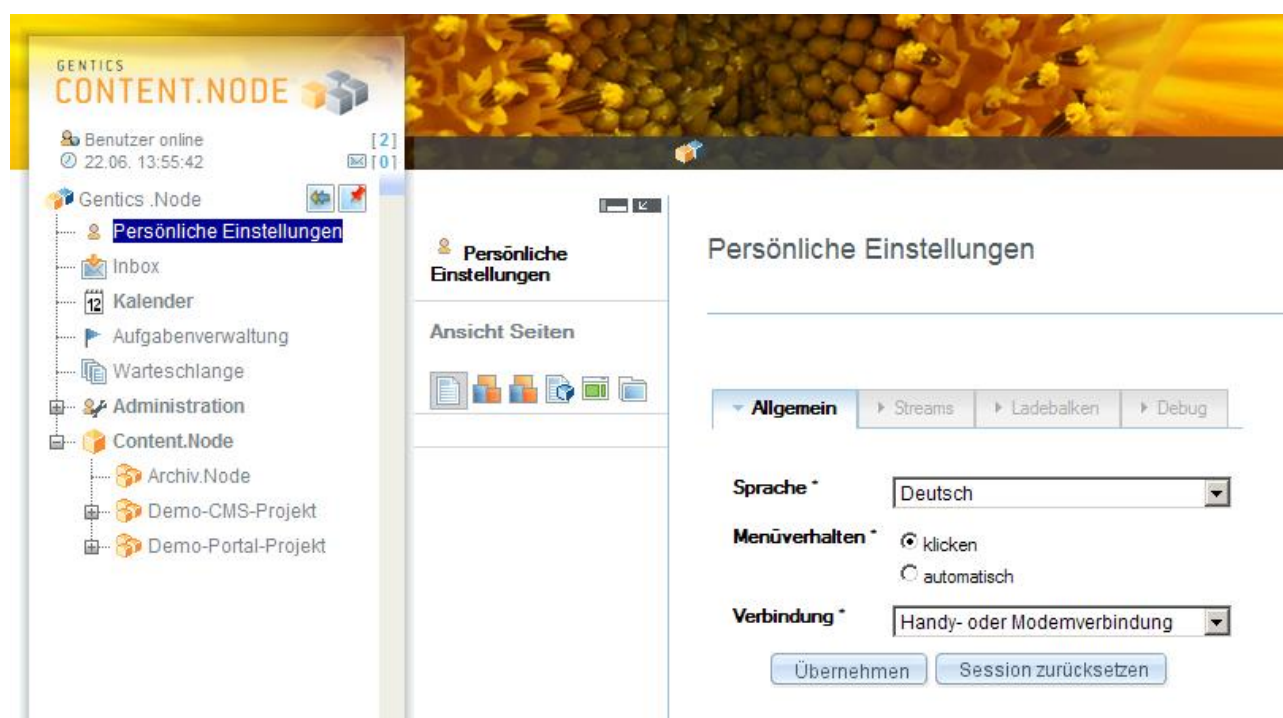 GENTICS
CONTENT.NODE
Benutzer online [2]
22.06. 13:55:42 [0]
Gentics .Node
Persönliche Einstellungen
Inbox
12 Kalender
Aufgabenverwaltung
Warteschlange
Administration
Content.Node
Archiv.Node
Demo-CMS-Projekt
Demo-Portal-Projekt
Persönliche
Einstellungen
Ansicht Seiten
Persönliche Einstellungen
Allgemein Streams Ladebalken Debug
Sprache * Deutsch
Menüverhalten * klicken
automatisch
Verbindung * Handy- oder Modemverbindung
Übernehmen Session zurücksetzen